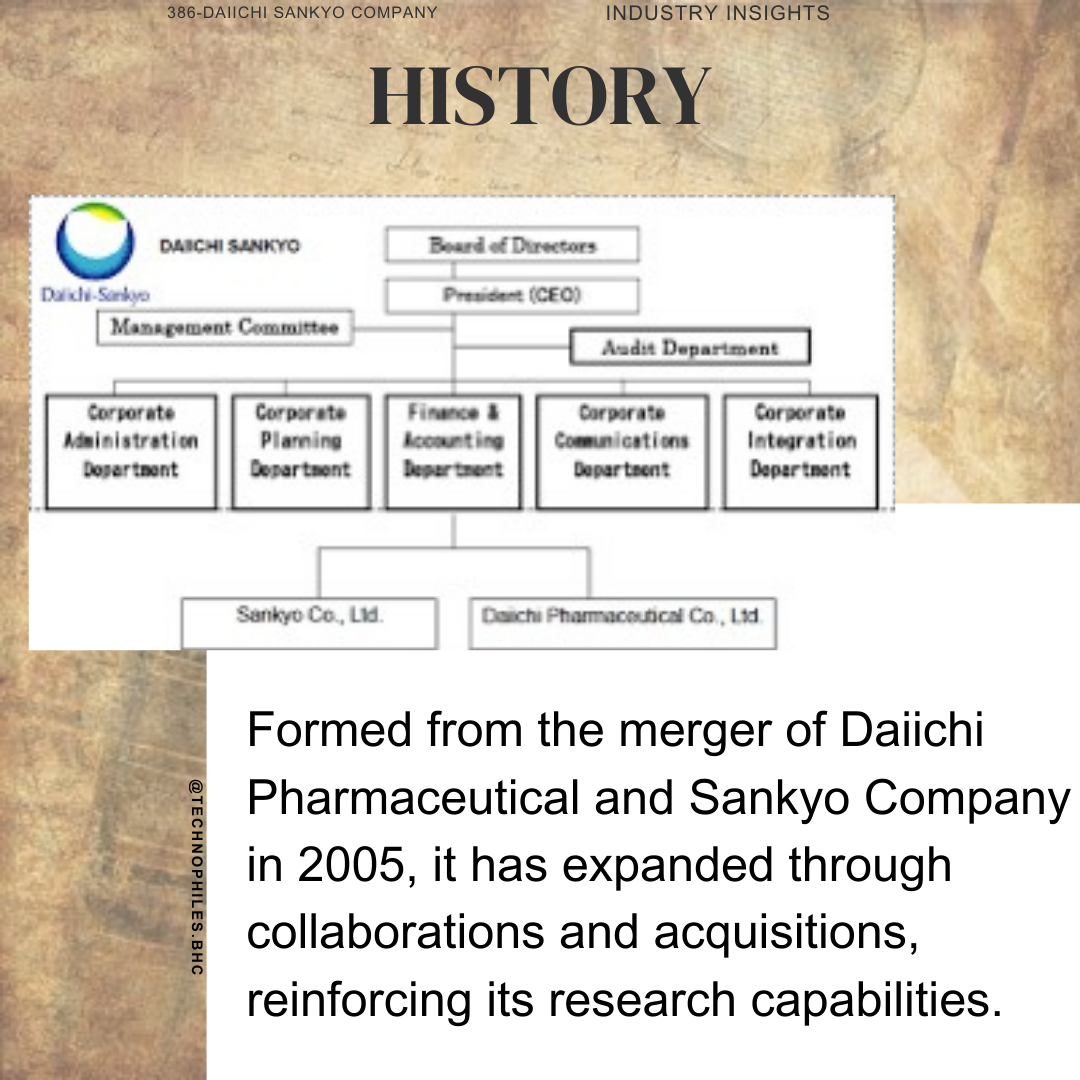 386-DAIICHI SANKYO COMPANY
INDUSTRY INSIGHTS
HISTORY
DAIICHI SANKYO
Daiichi-Sankyo
Board of Directors
President (CEO)
Management Committee
Audit Department
Corporate
Administration
Department
Corporate
Planning
Department
Finance &
Accounting
Department
Corporate
Communications
Department
Corporate
Integration
Department
Sankyo Co., Ltd.
Daiichi Pharmaceutical Co., Ltd.
Formed from the merger of Daiichi
Pharmaceutical and Sankyo Company
in 2005, it has expanded through
collaborations and acquisitions,
reinforcing its research capabilities.
@TECHNOPHILES.BHC